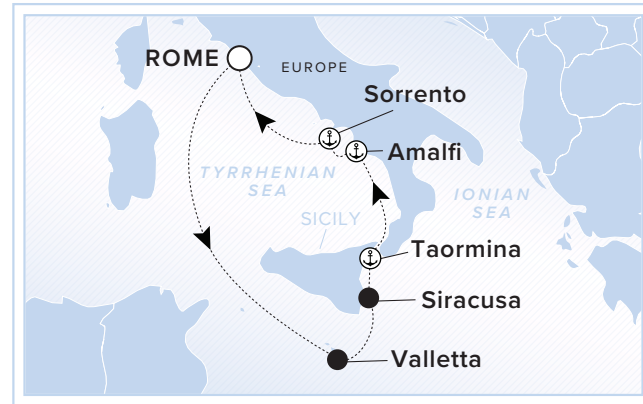 ROME
EUROPE
Sorrento
Amalfi
TYRRHENIAN
SEA
IONIAN
SEA
SICILY
Taormina
Siracusa
Valletta